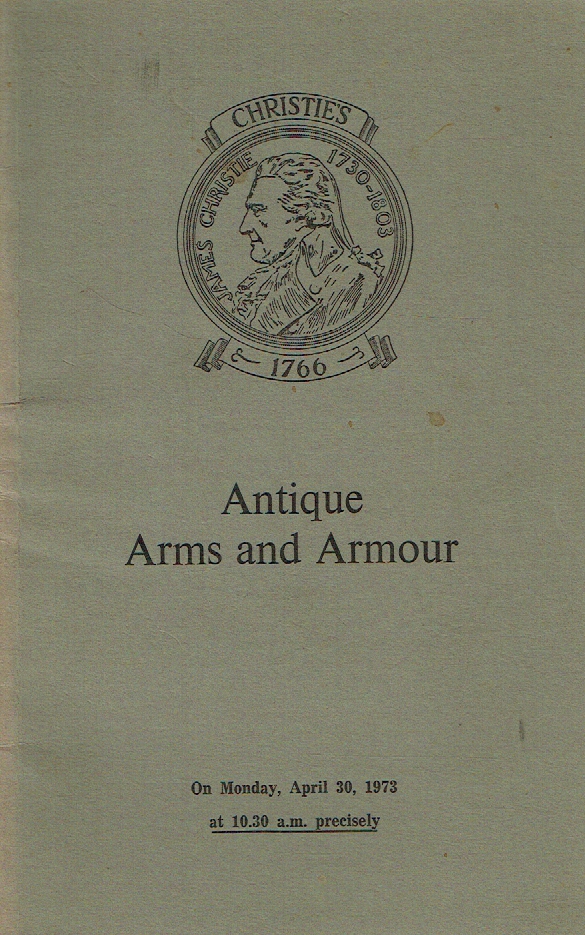 CHRISTIE'S
JAMES CHRISTIE 1730-1803
1766
Antique
Arms and Armour
On Monday, April 30, 1973
at 10.30 a.m. precisely